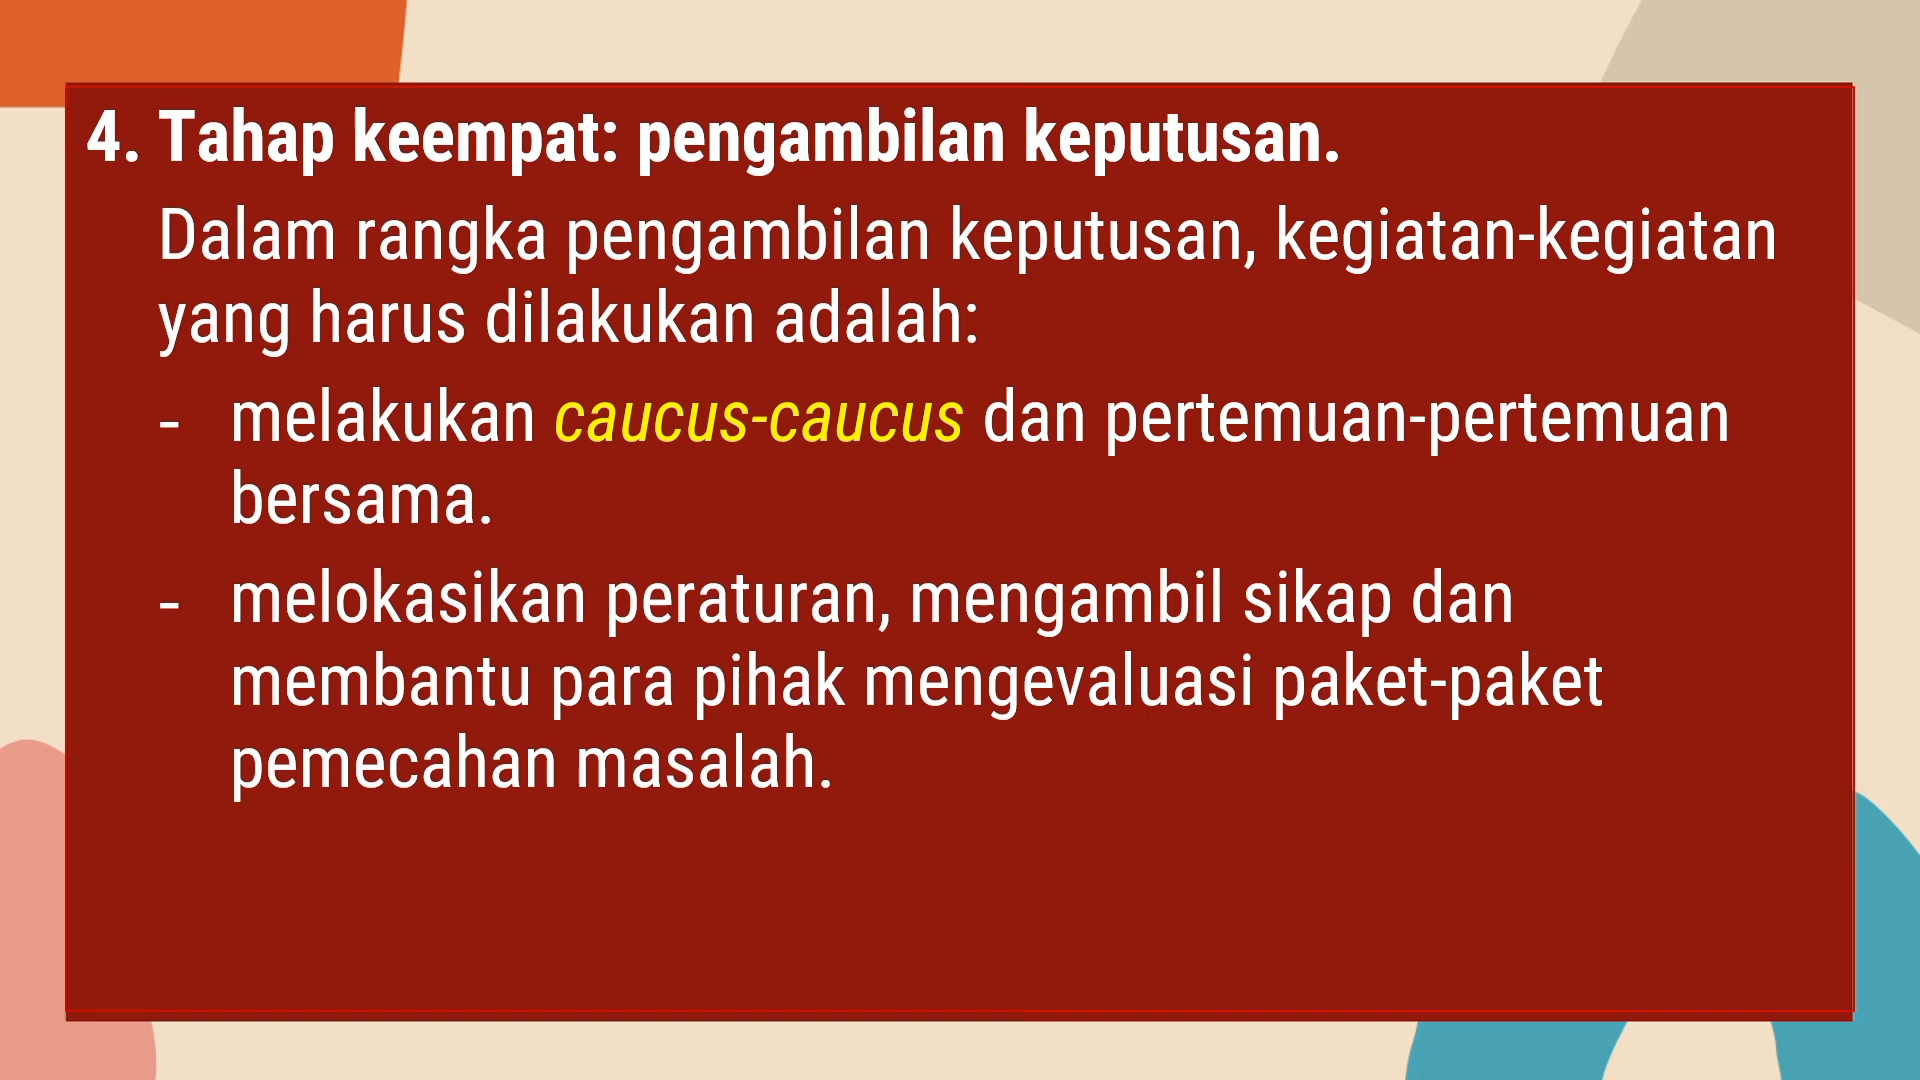 4. Tahap keempat: pengambilan keputusan.
Dalam rangka pengambilan keputusan, kegiatan-kegiatan
yang harus dilakukan adalah:
- melakukan caucus-caucus dan pertemuan-pertemuan
bersama.
- melokasikan peraturan, mengambil sikap dan
membantu para pihak mengevaluasi paket-paket
pemecahan masalah.